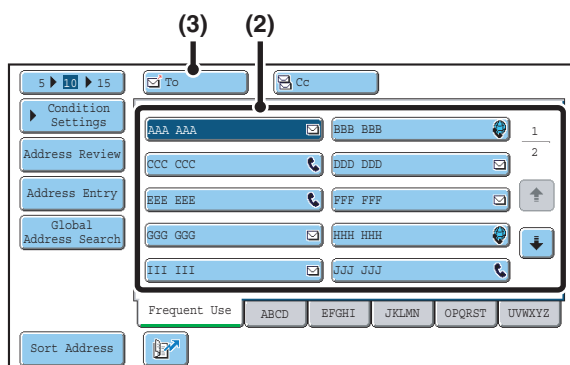 (3) (2)
5 10 15
To
Cc
Condition
Settings
AAA AAA
BBB BBB
1
Address Review
CCC CCC
DDD DDD
2
Address Entry
EEE EEE
FFF FFF
Global
Address Search
GGG GGG
HHH HHH
III III
JJJ JJJ
Frequent Use
ABCD
EFGHI
JKLMN
OPQRST
UVWXYZ
Sort Address